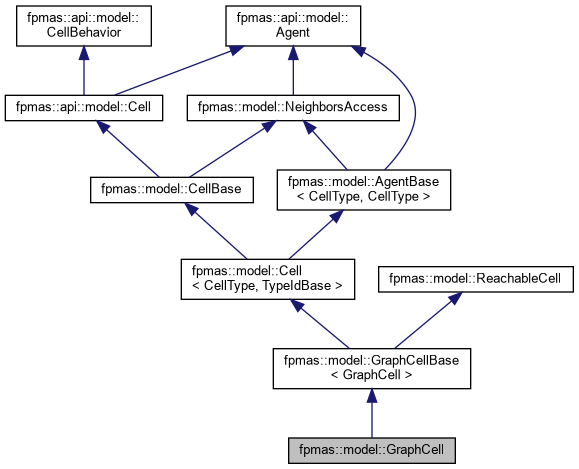 fpmas::api::model::
CellBehavior
fpmas::api::model::
Agent
fpmas::api::model::Cell
fpmas::model::NeighborsAccess
fpmas::model::CellBase
fpmas::model::AgentBase
< CellType, CellType >
fpmas::model::Cell
< CellType, TypeIdBase >
fpmas::model::ReachableCell
fpmas::model::GraphCellBase
< GraphCell >
fpmas::model::GraphCell